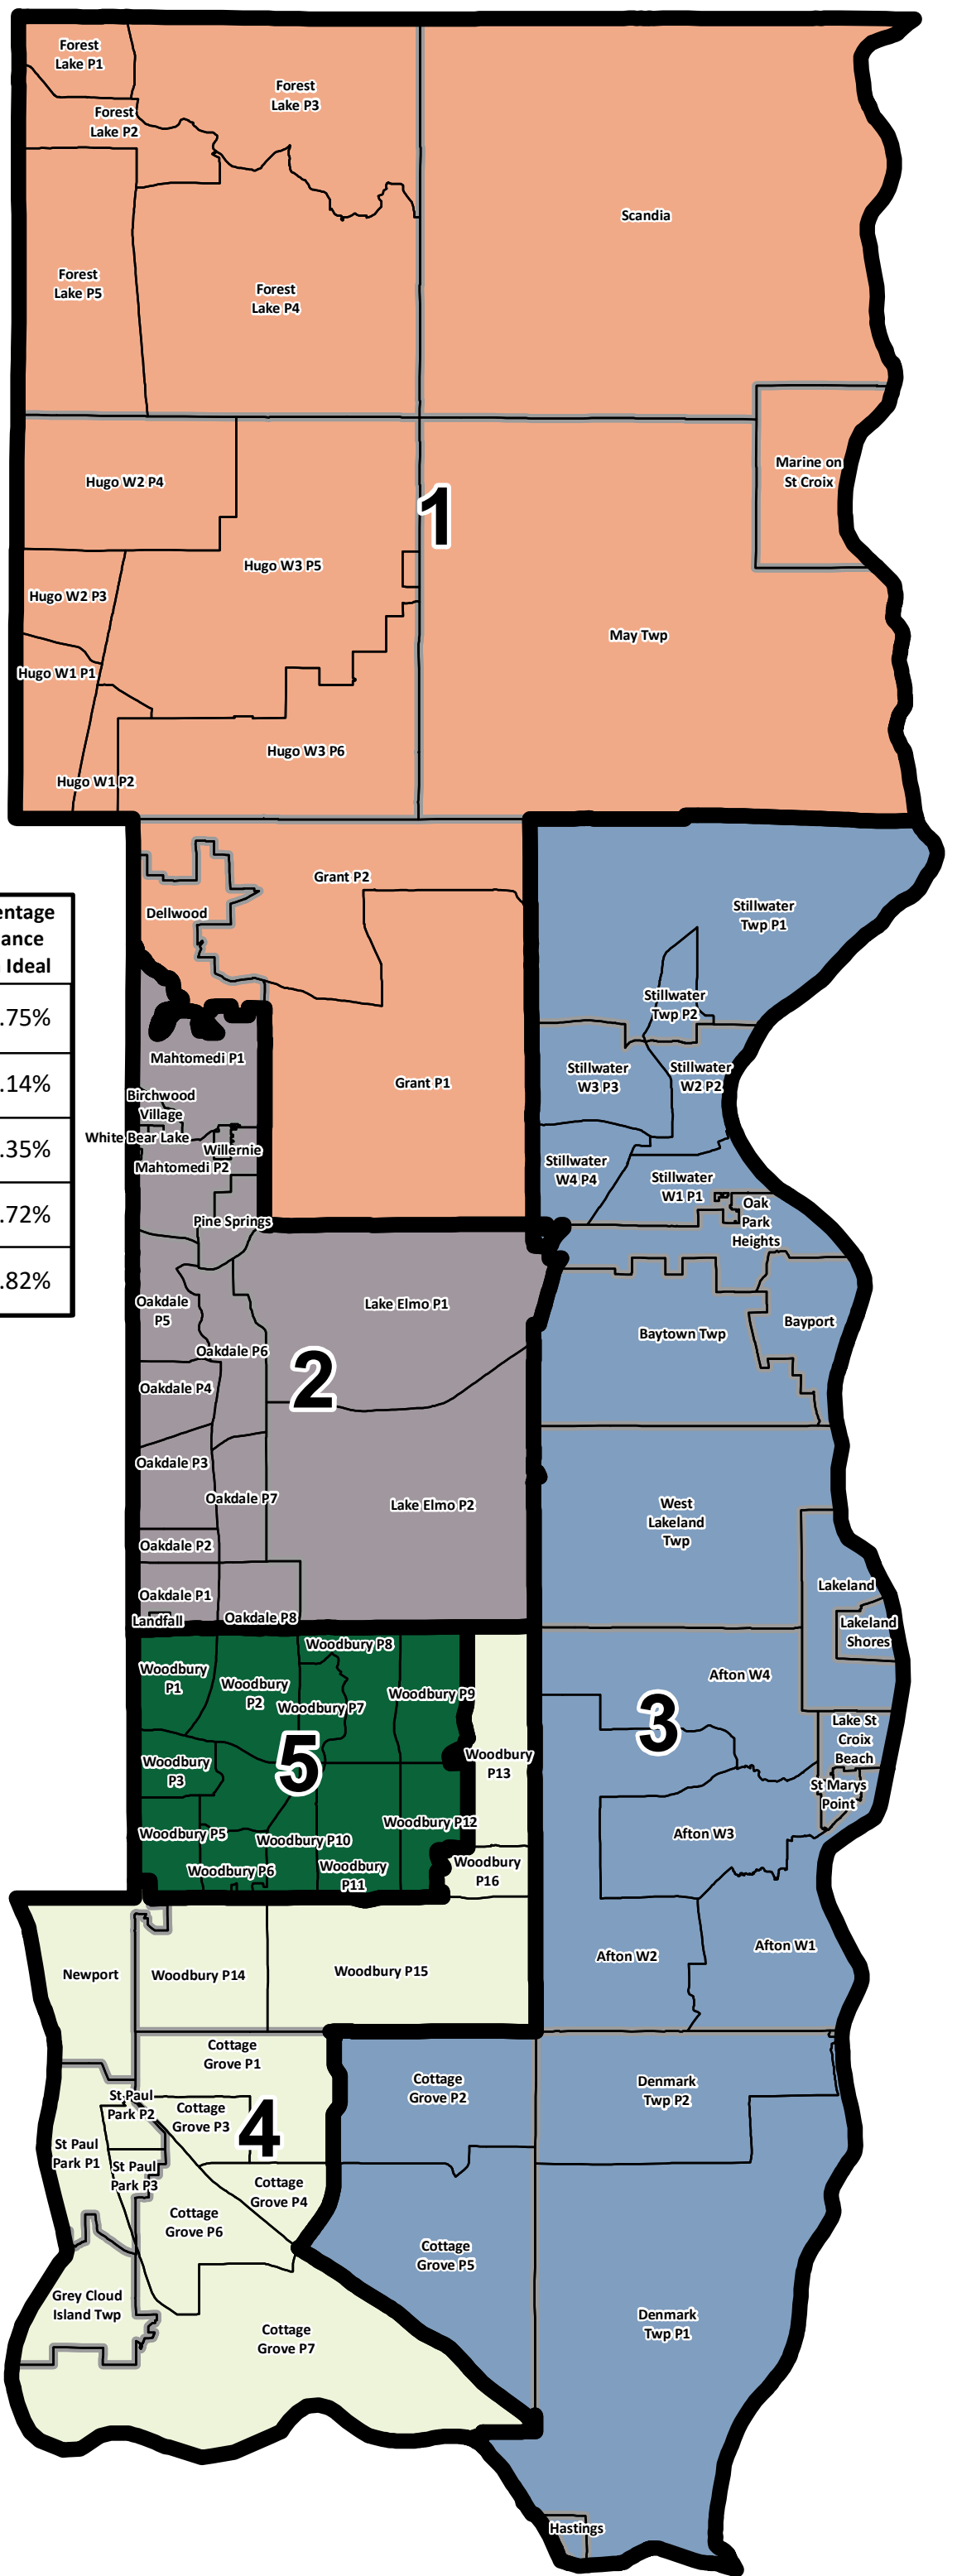 Forest
Lake P1
Forest
Lake P2
Forest
Lake P3
Scandia
Forest
Lake P5
Forest
Lake P4
Marine on
St Croix
Hugo W2 P4
1
Hugo W3 P5
Hugo W2 P3
May Twp
Hugo W1 P1
Hugo W3 P6
Hugo W1 P2
Grant P2
Dellwood
Stillwater
Twp P1
entage
ance
Ideal
.75%
.14%
.35%
.72%
.82%
Stillwater
Twp P2
Mahtomedi P1
Grant P1
Stillwater
W3 P3
Stillwater
W2 P2
Birchwood
Village
White Bear Lake
Willernie
Mahtomedi P2
Stillwater
W4 P4
Stillwater
W1 P1
Oak
Park
Heights
Pine Springs
Oakdale
P5
Lake Elmo P1
Baytown Twp
Bayport
Oakdale P6
2
Oakdale P4
Oakdale P3
Oakdale P7
Lake Elmo P2
West
Lakeland
Twp
Oakdale P2
Oakdale P1
Lakeland
Landfall
Oakdale P8
Lakeland
Shores
Woodbury P8
Woodbury
P1
Woodbury
P2
Woodbury P7
Woodbury P9
Afton W4
3
Lake St
Croix
Beach
Woodbury
P3
5
Woodbury
P13
St Marys
Point
Woodbury P5
Woodbury P10
Woodbury P12
Afton W3
Woodbury P6
Woodbury
P11
Woodbury
P16
Newport
Woodbury P14
Woodbury P15
Afton W2
Afton W1
Cottage
Grove P1
Cottage
Grove P2
Denmark
Twp P2
St Paul
Park P2
Cottage
Grove P3
4
St Paul
Park P1
St Paul
Park P3
Cottage
Grove P4
Cottage
Grove P6
Cottage
Grove P5
Grey Cloud
Island Twp
Cottage
Grove P7
Denmark
Twp P1
Hastings